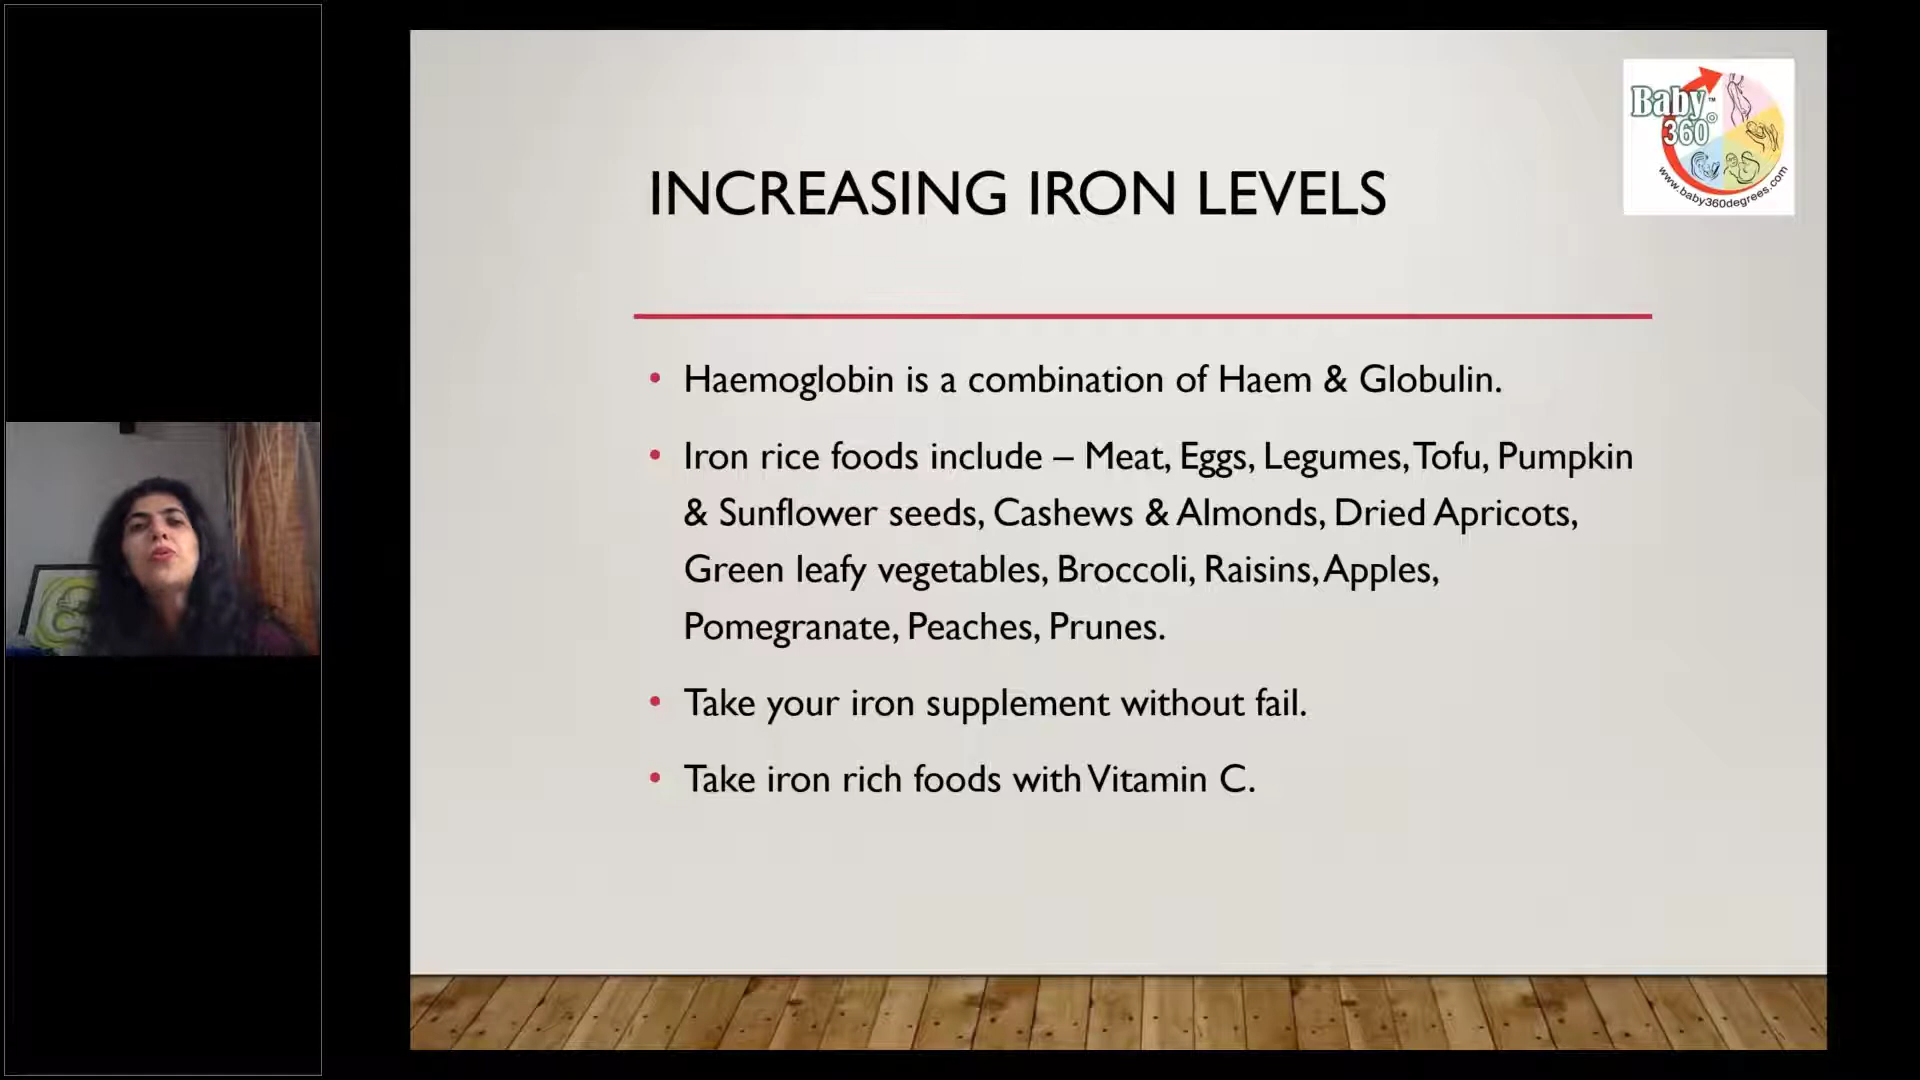 Baby™
360°
www.baby360degrees.com
INCREASING IRON LEVELS
• Haemoglobin is a combination of Haem & Globulin.
• Iron rice foods include – Meat, Eggs, Legumes, Tofu, Pumpkin
& Sunflower seeds, Cashews & Almonds, Dried Apricots,
Green leafy vegetables, Broccoli, Raisins, Apples,
Pomegranate, Peaches, Prunes.
• Take your iron supplement without fail.
• Take iron rich foods with Vitamin C.